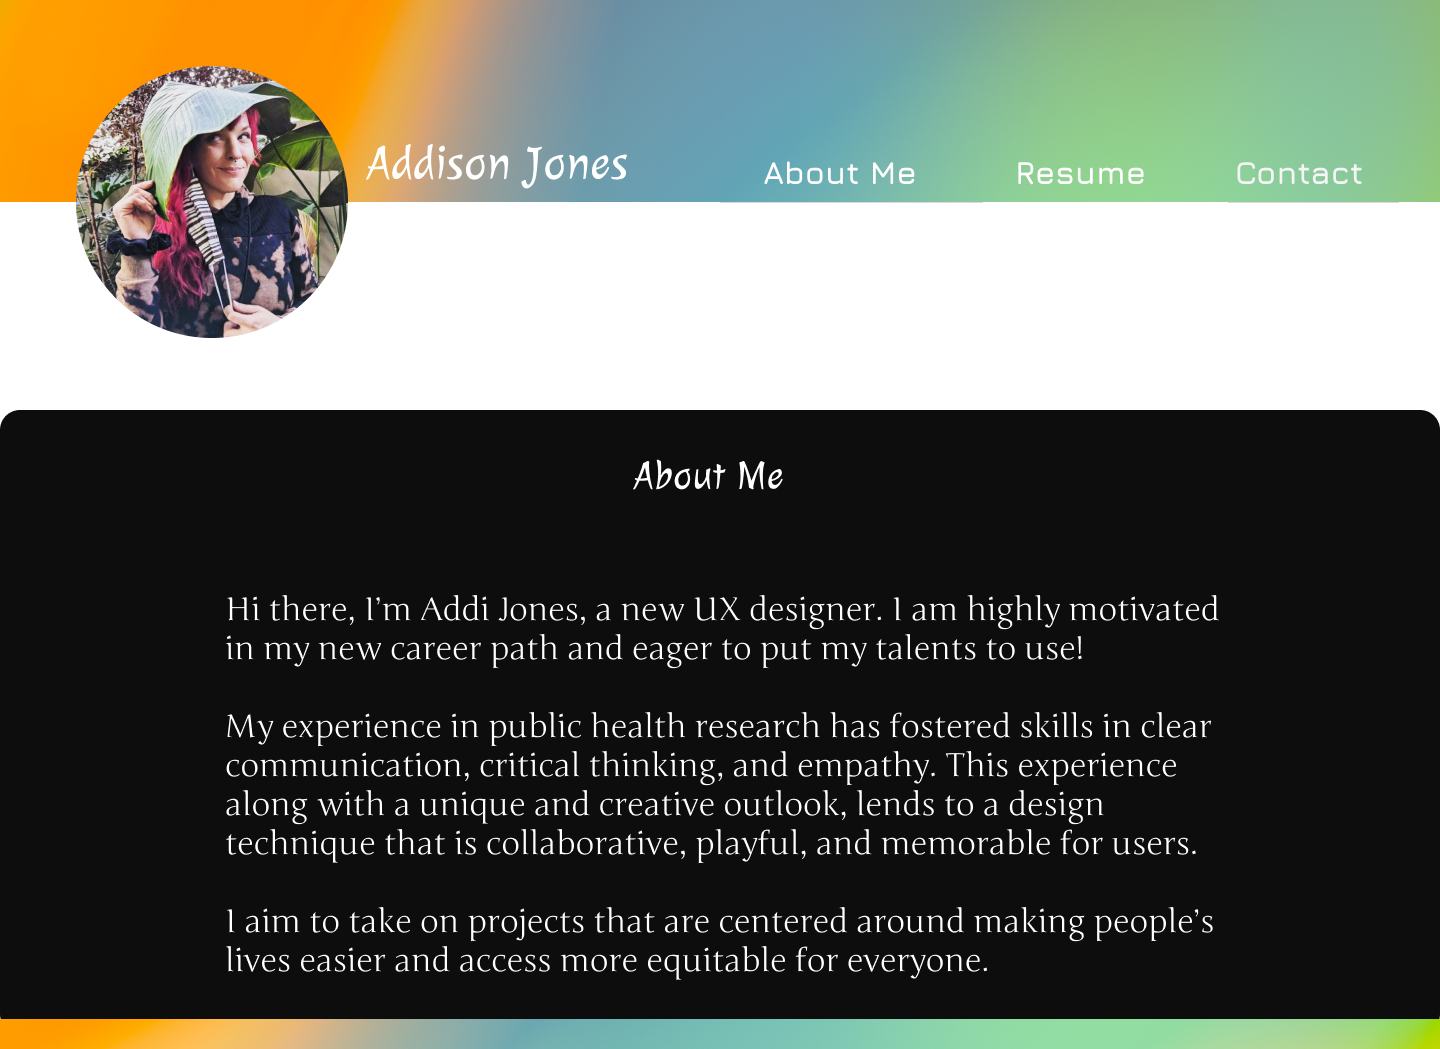 Addison Jones
About Me
Resume
Contact
About Me
Hi there, I’m Addi Jones, a new UX designer. I am highly motivated
in my new career path and eager to put my talents to use!
My experience in public health research has fostered skills in clear
communication, critical thinking, and empathy. This experience
along with a unique and creative outlook, lends to a design
technique that is collaborative, playful, and memorable for users.
I aim to take on projects that are centered around making people’s
lives easier and access more equitable for everyone.